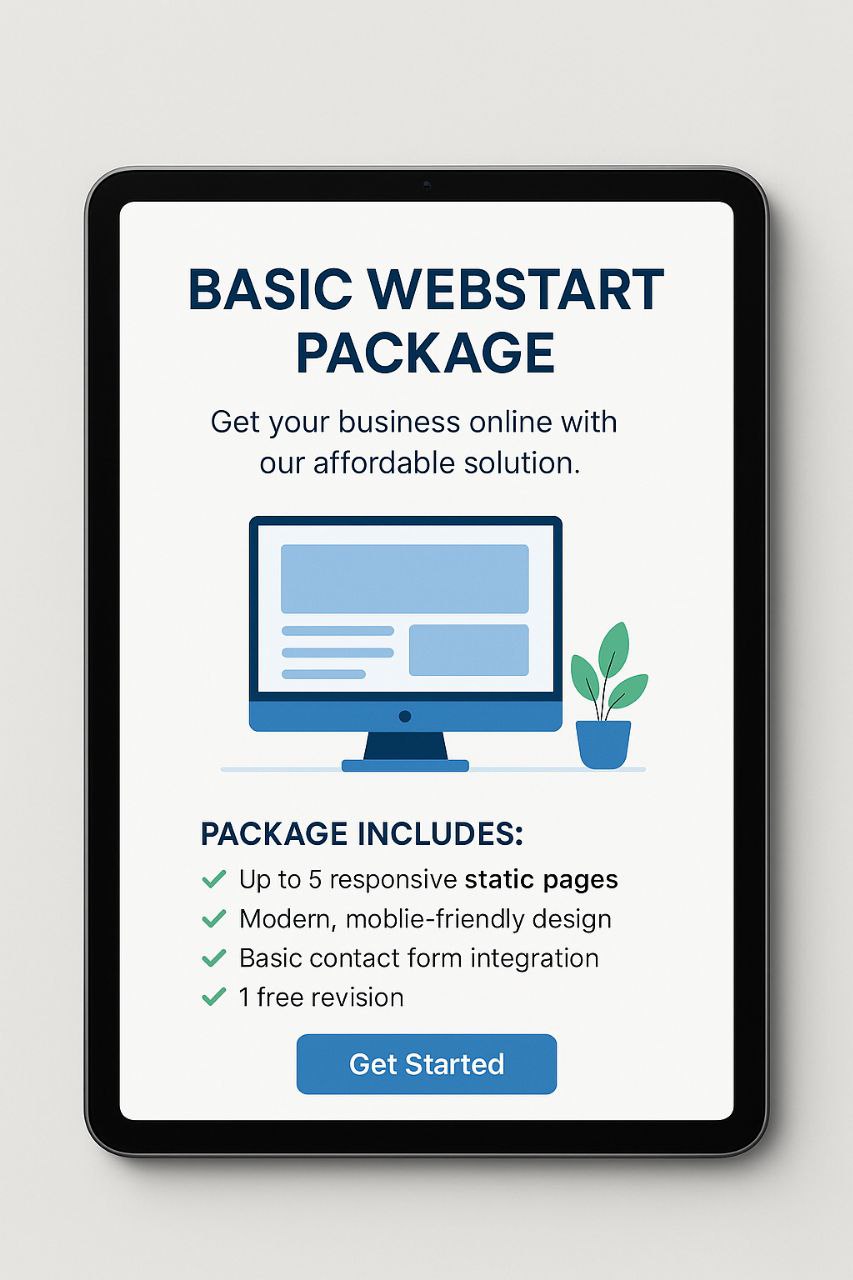 BASIC WEBSTART
PACKAGE
Get your business online with
our affordable solution.
PACKAGE INCLUDES:
Up to 5 responsive static pages
Modern, moblie-friendly design
Basic contact form integration
1 free revision
Get Started